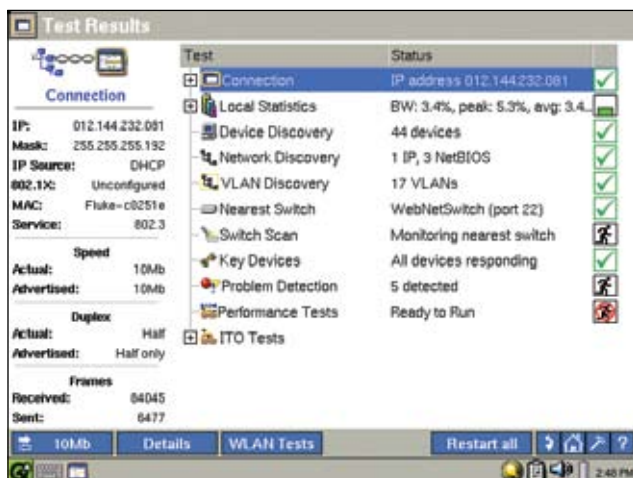 Test Results
Connection
IP: 012.144.232.081
Mask: 255.255.255.192
IP Source: DHCP
802.1X: Unconfigured
MAC: Fluke-c0251e
Service: 802.3
Speed
Actual: 10Mb
Advertised: 10Mb
Duplex
Actual: Half
Advertised: Half only
Frames
Received: 84045
Sent: 6477
Test Status
Connection IP address 012.144.232.081
Local Statistics BW: 3.4%, peak: 5.3%, avg: 3.4...
Device Discovery 44 devices
Network Discovery 1 IP, 3 NetBIOS
VLAN Discovery 17 VLANs
Nearest Switch WebNetSwitch (port 22)
Switch Scan Monitoring nearest switch
Key Devices All devices responding
Problem Detection 5 detected
Performance Tests Ready to Run
ITO Tests
10Mb Details WLAN Tests Restart all ?
2:48 PM